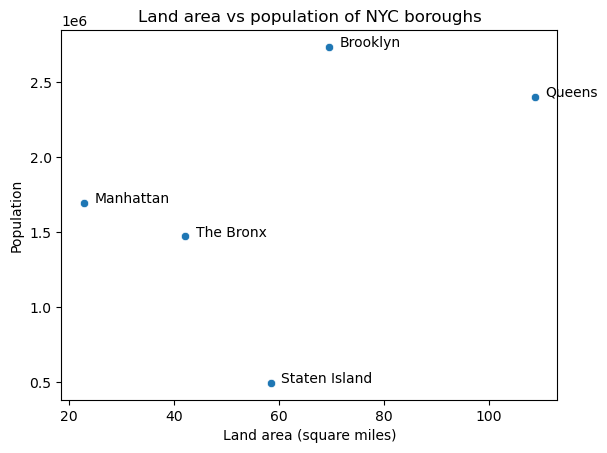 Land area vs population of NYC boroughs
1e6
Brooklyn
2.5
Queens
2.0
Manhattan
Population
1.5
The Bronx
1.0
0.5
Staten Island
20 40 60 80 100
Land area (square miles)